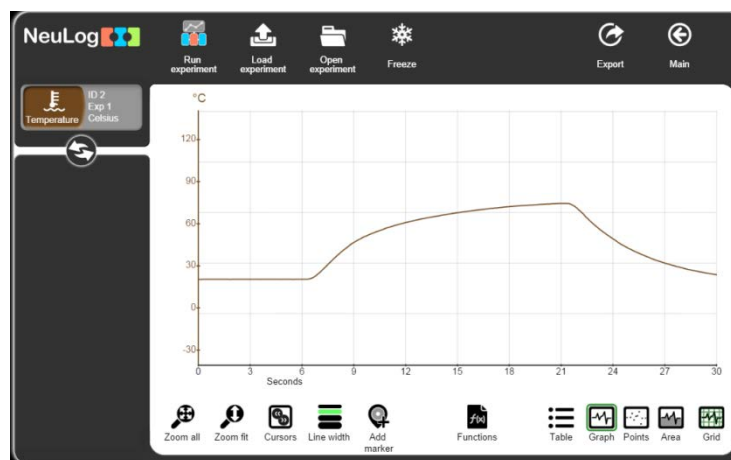 NeuLog
Run
experiment
Load
experiment
Open
experiment
Freeze
Export
Main
Temperature
ID 2
Exp 1
Celsius
°C
120
90
60
30
0
-30
0 3 6 9 12 15 18 21 24 27 30
Seconds
Zoom all
Zoom fit
Cursors
Line width
Add
marker
f(x)
Functions
Table
Graph
Points
Area
Grid